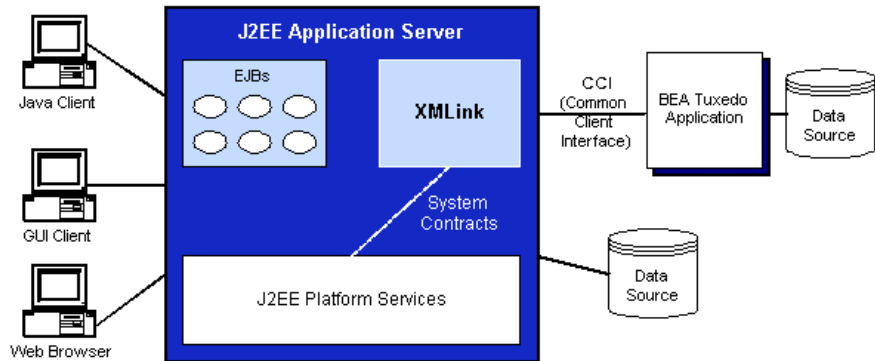 J2EE Application Server
Java Client
EJBs
XMLink
CCI
(Common
Client
Interface)
BEA Tuxedo
Application
Data
Source
GUI Client
System
Contracts
J2EE Platform Services
Data
Source
Web Browser